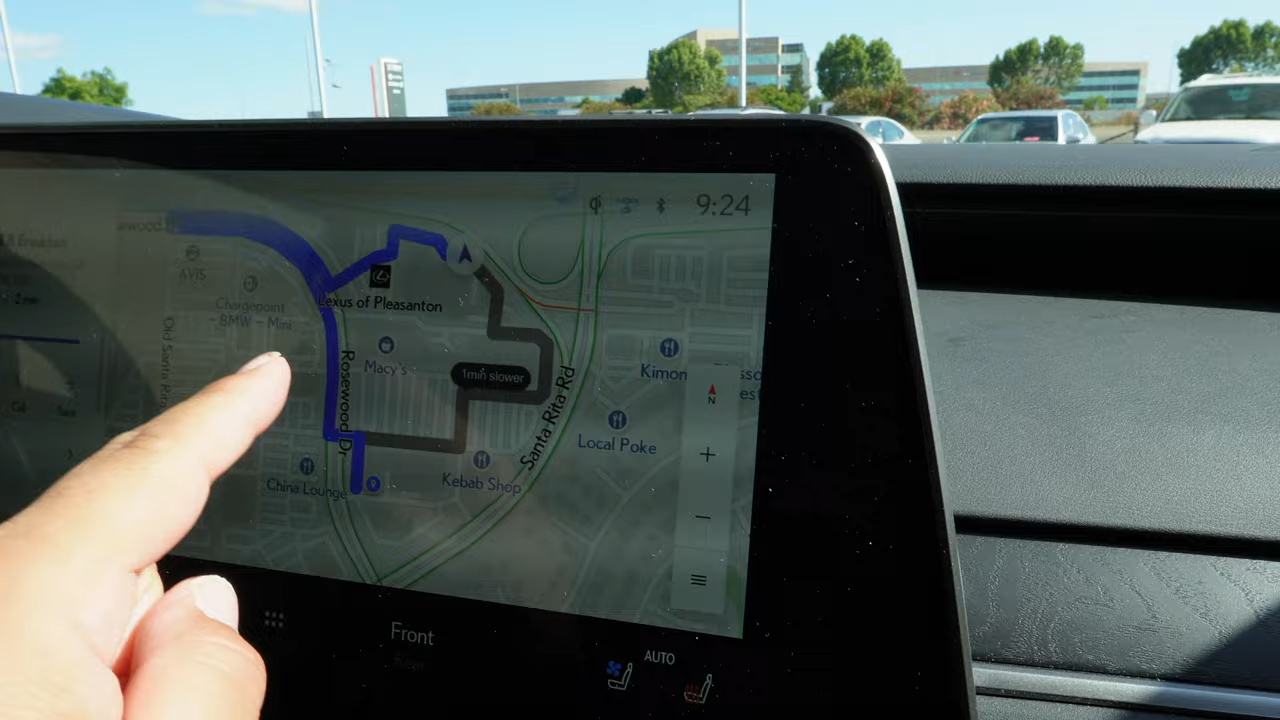 9:24
AVIS
Chargepoint
- BMW - Mini
Lexus of Pleasanton
Macy's
Rosewood Dr
1min slower
Santa Rita Rd
Kimon
N
+
Local Poke
−
China Lounge
Kebab Shop
Front
AUTO